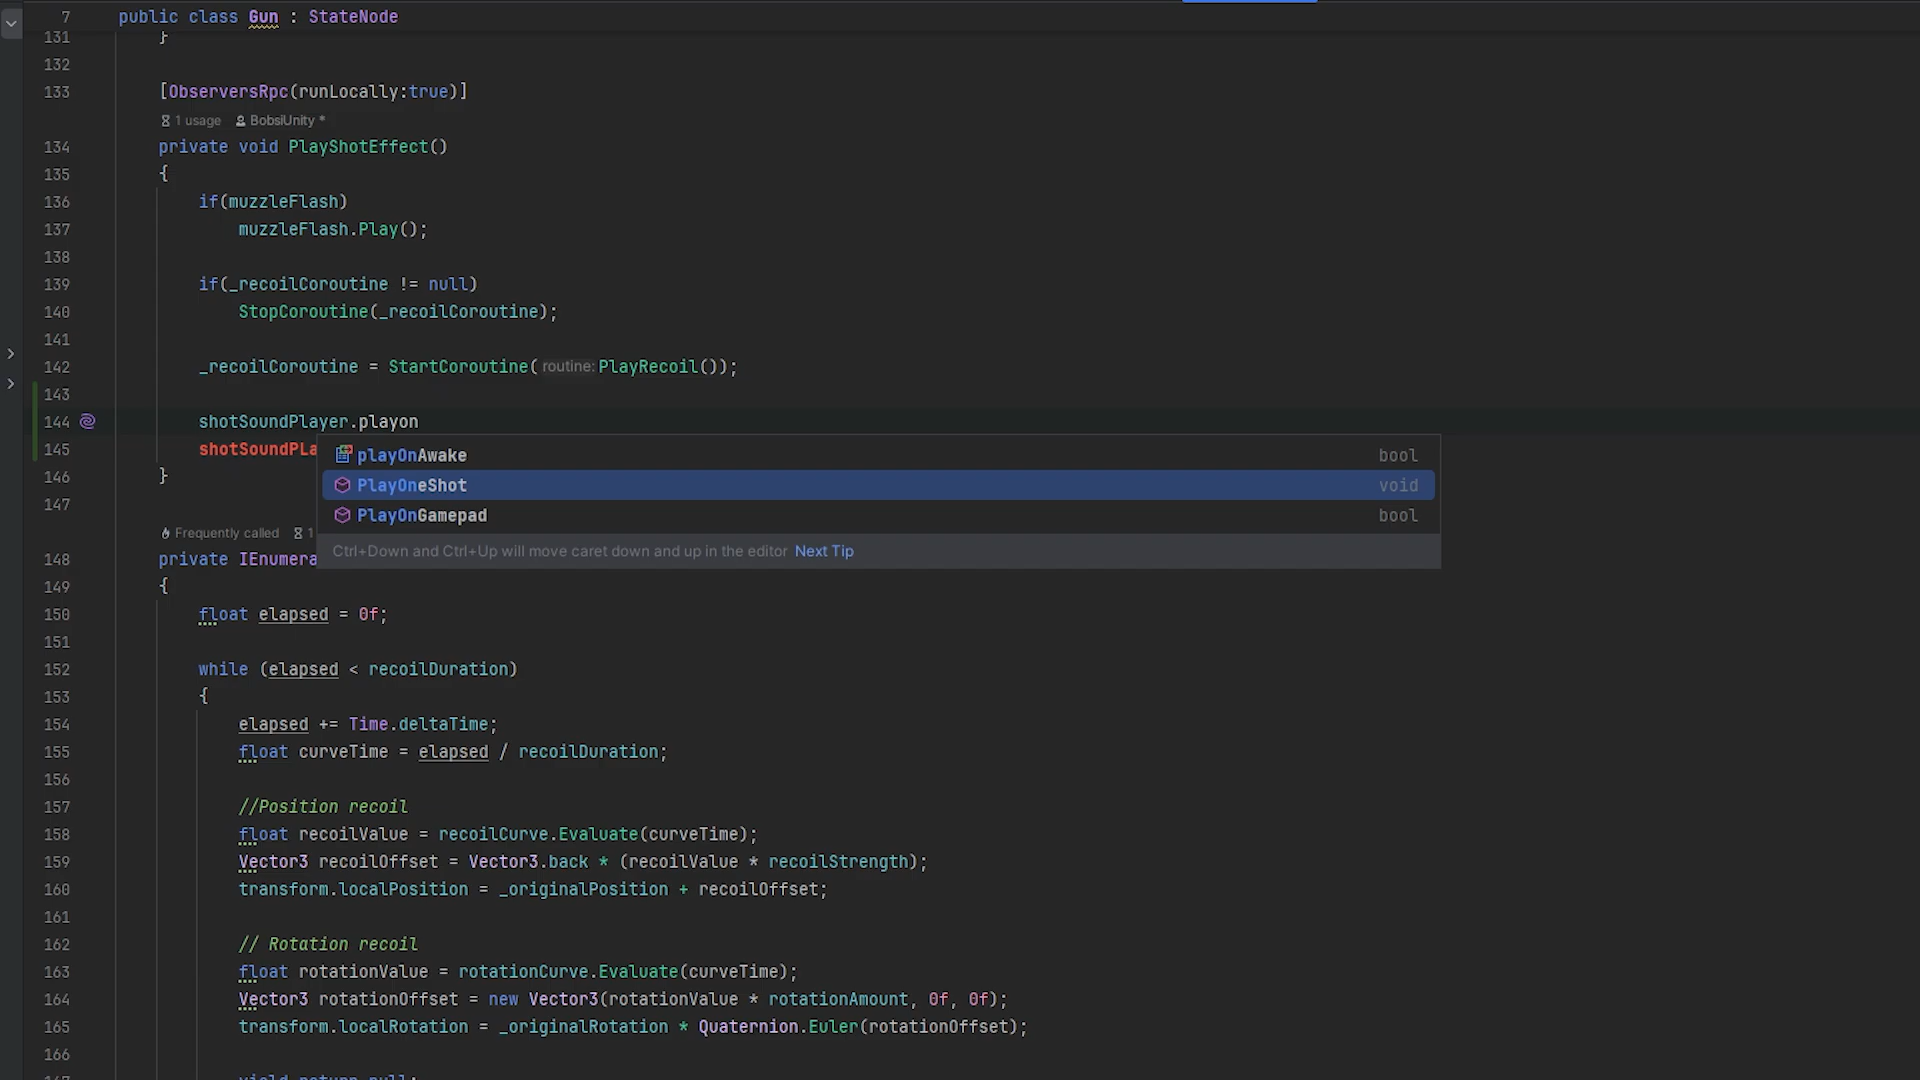 7 public class Gun : StateNode
131 }
132
133 [ObserversRpc(runLocally:true)]
1 usage BobsiUnity *
134 private void PlayShotEffect()
135 {
136 if(muzzleFlash)
137 muzzleFlash.Play();
138
139 if(_recoilCoroutine != null)
140 StopCoroutine(_recoilCoroutine);
141
142 _recoilCoroutine = StartCoroutine( routine: PlayRecoil());
143
144 shotSoundPlayer.playon
145 shotSoundPLa
playOnAwake bool
146 }
PlayOneShot void
147
PlayOnGamepad bool
Frequently called 1
Ctrl+Down and Ctrl+Up will move caret down and up in the editor Next Tip
148 private IEnumera
149 {
150 float elapsed = 0f;
151
152 while (elapsed < recoilDuration)
153 {
154 elapsed += Time.deltaTime;
155 float curveTime = elapsed / recoilDuration;
156
157 //Position recoil
158 float recoilValue = recoilCurve.Evaluate(curveTime);
159 Vector3 recoilOffset = Vector3.back * (recoilValue * recoilStrength);
160 transform.localPosition = _originalPosition + recoilOffset;
161
162 // Rotation recoil
163 float rotationValue = rotationCurve.Evaluate(curveTime);
164 Vector3 rotationOffset = new Vector3(rotationValue * rotationAmount, 0f, 0f);
165 transform.localRotation = _originalRotation * Quaternion.Euler(rotationOffset);
166
167 yield return null;